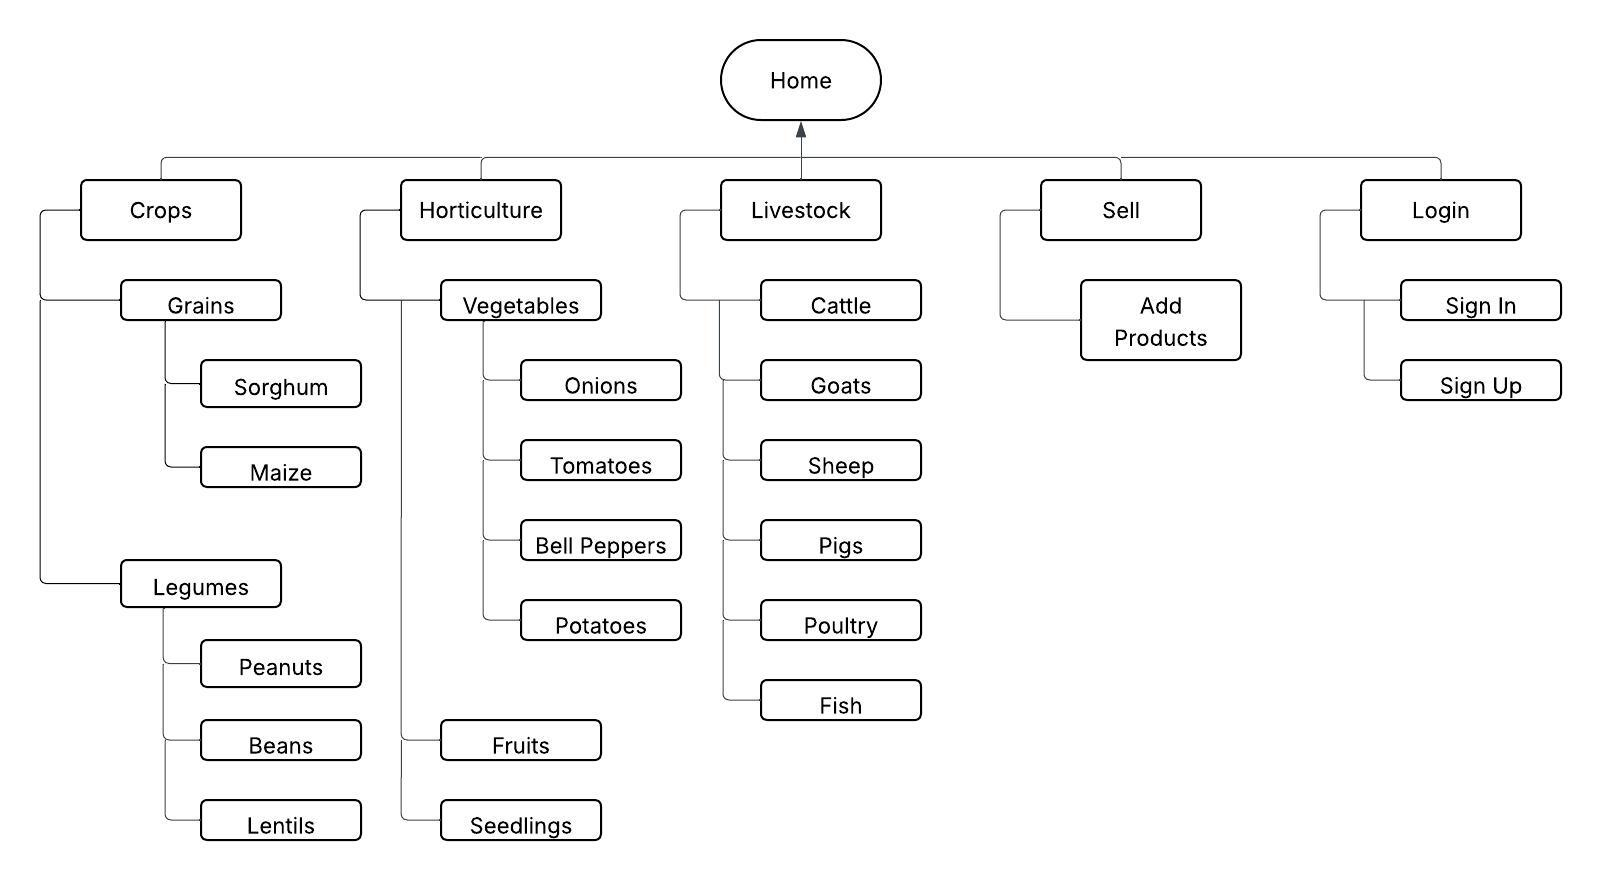 Home
Crops
Grains
Sorghum
Maize
Legumes
Peanuts
Beans
Lentils
Horticulture
Vegetables
Onions
Tomatoes
Bell Peppers
Potatoes
Fruits
Seedlings
Livestock
Cattle
Goats
Sheep
Pigs
Poultry
Fish
Sell
Add
Products
Login
Sign In
Sign Up